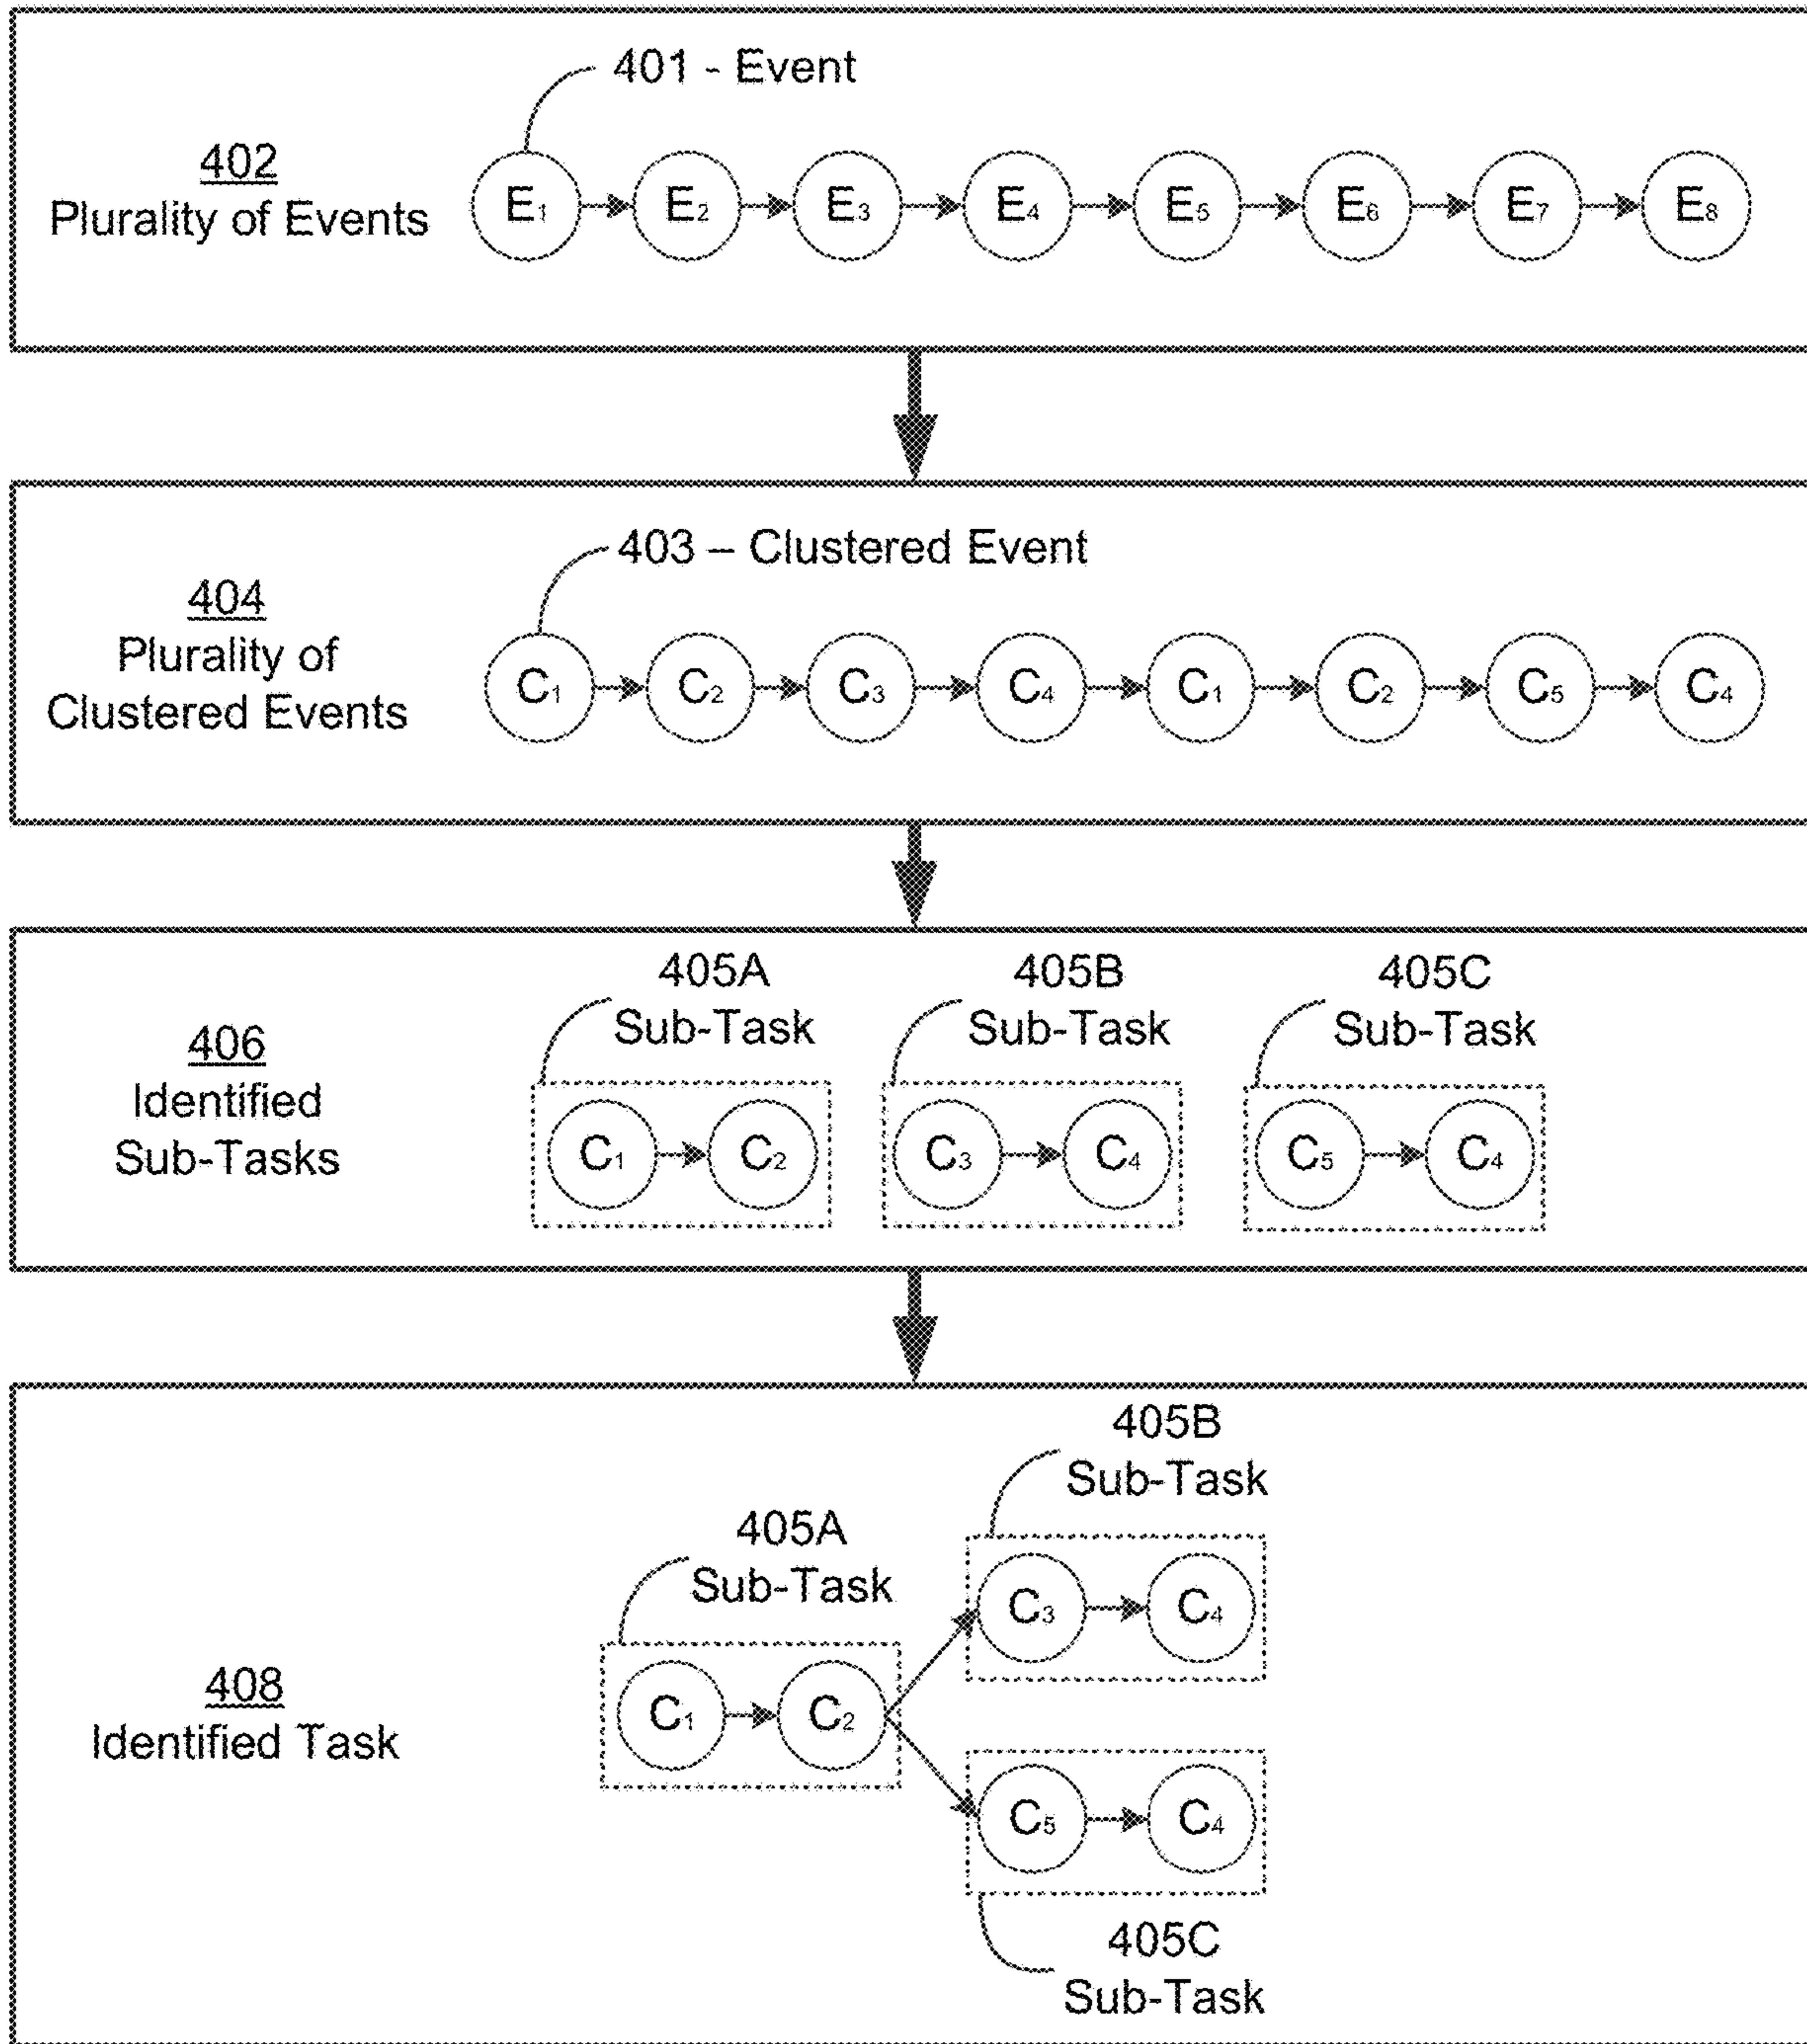 401 - Event
402
Plurality of Events
E1 E2 E3 E4 E5 E6 E7 E8
403 – Clustered Event
404
Plurality of
Clustered Events
C1 C2 C3 C4 C1 C2 C5 C4
405A
Sub-Task
405B
Sub-Task
405C
Sub-Task
406
Identified
Sub-Tasks
C1 C2
C3 C4
C5 C4
405B
Sub-Task
405A
Sub-Task
C3 C4
408
Identified Task
C1 C2
C5 C4
405C
Sub-Task